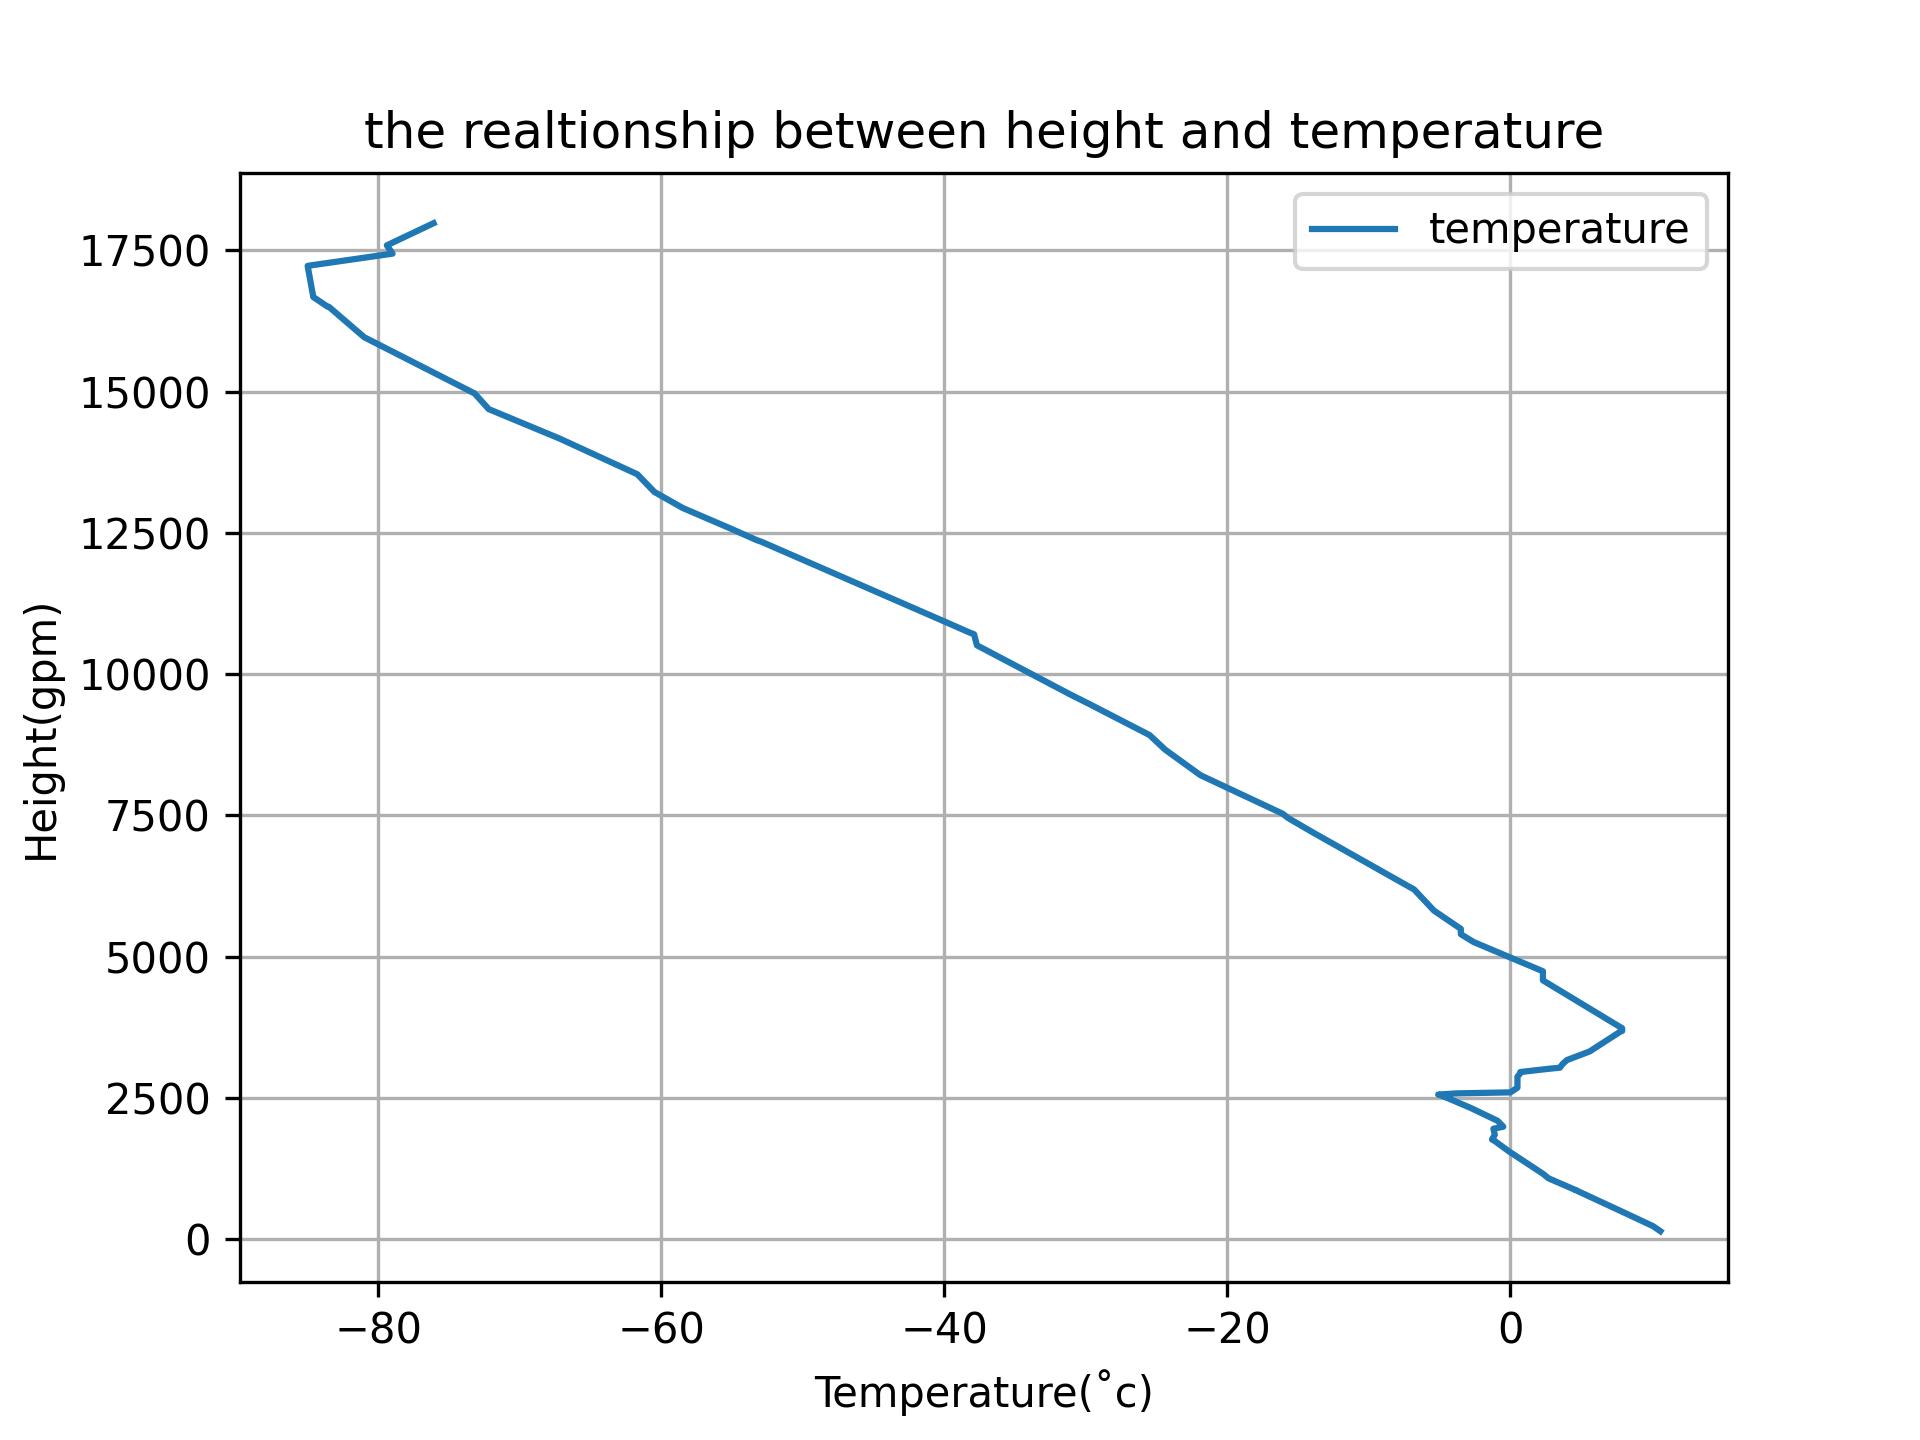 the realtionship between height and temperature
temperature
17500
15000
12500
10000
7500
5000
2500
0
Height(gpm)
−80 −60 −40 −20 0
Temperature(˚c)